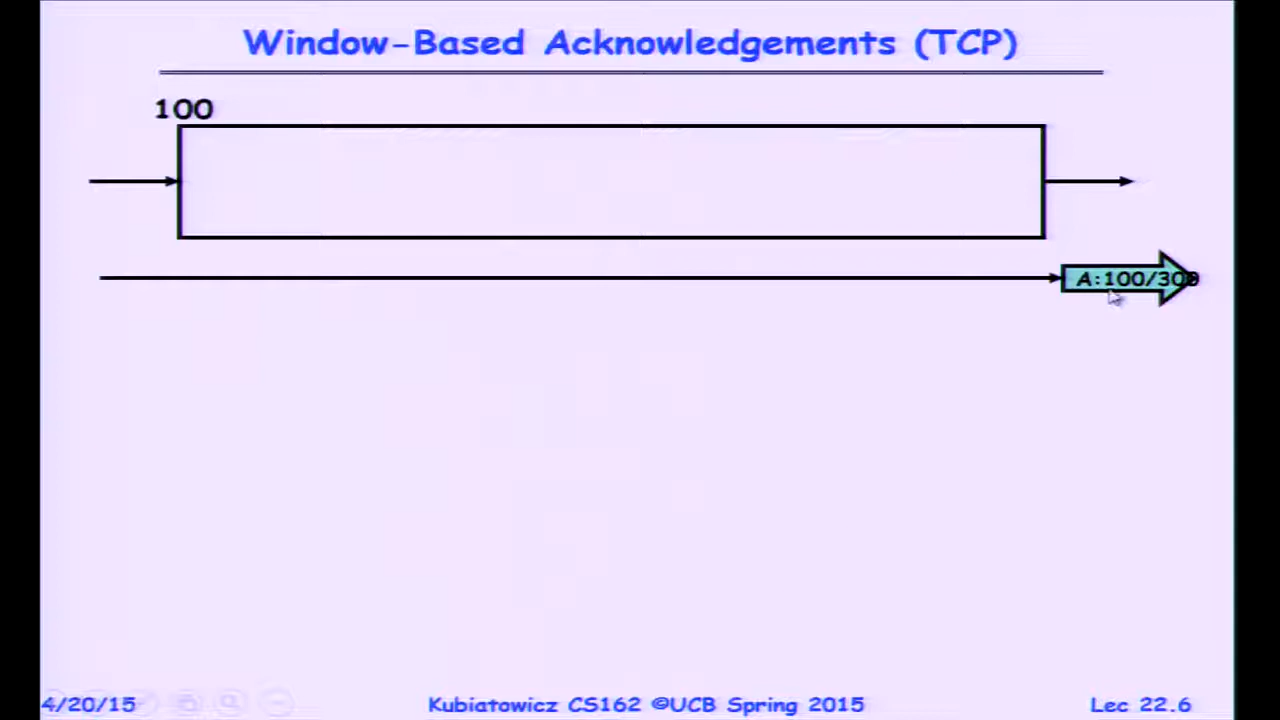 Window-Based Acknowledgements (TCP)
100
A:100/300
4/20/15
Kubiatowicz CS162 ©UCB Spring 2015
Lec 22.6